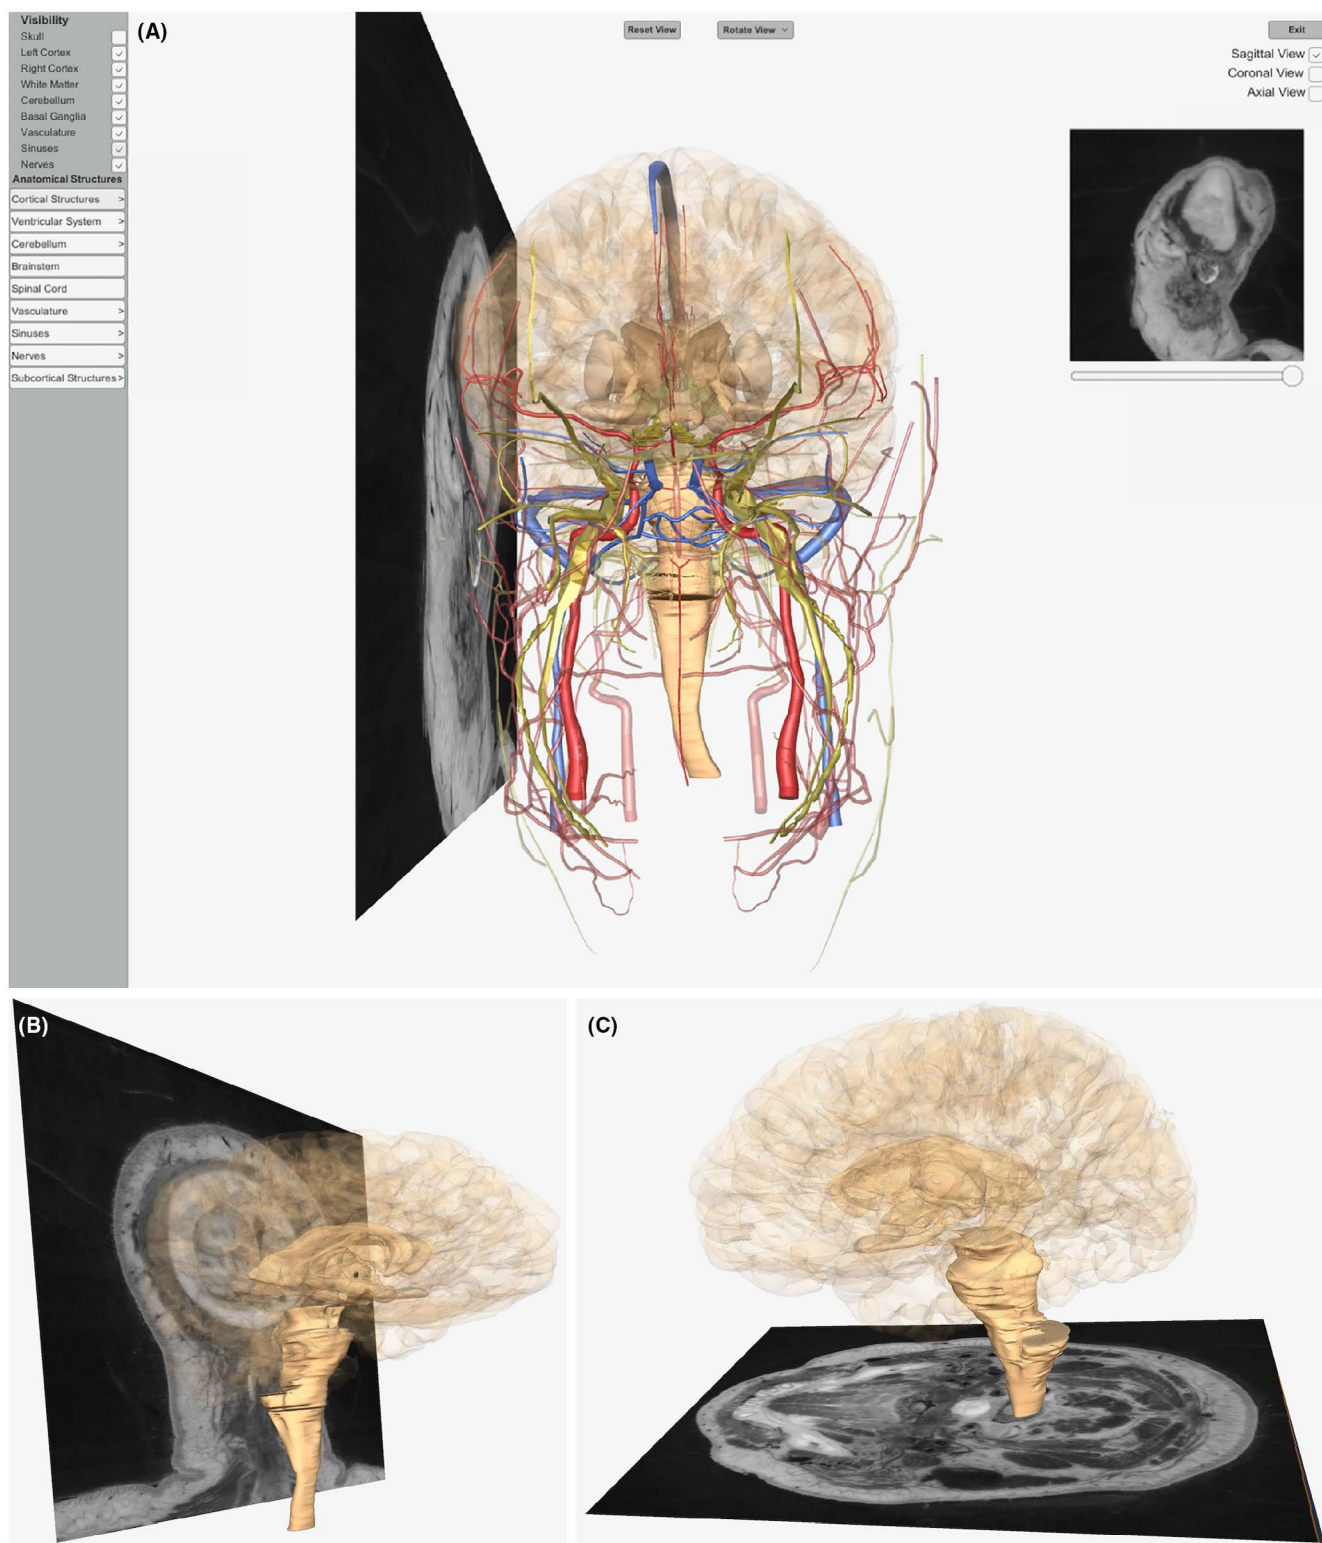 Visibility
Skull
Left Cortex
Right Cortex
White Matter
Cerebellum
Basal Ganglia
Vasculature
Sinuses
Nerves
Anatomical Structures
Cortical Structures >
Ventricular System >
Cerebellum >
Brainstem
Spinal Cord
Vasculature >
Sinuses >
Nerves >
Subcortical Structures >
(A)
Reset View
Rotate View
Exit
Sagittal View
Coronal View
Axial View
(B)
(C)